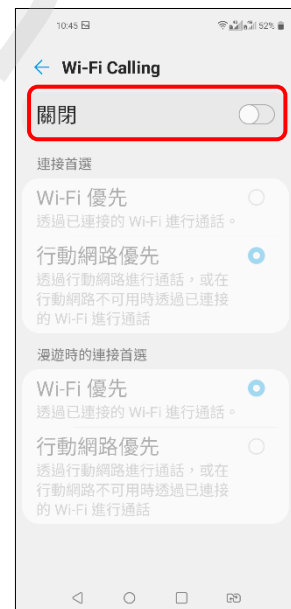 10:45 52%
Wi-Fi Calling
關閉
連接首選
Wi-Fi 優先
透過已連接的 Wi-Fi 進行通話。
行動網路優先
透過行動網路進行通話，或在
行動網路不可用時透過已連接
的 Wi-Fi 進行通話
漫遊時的連接首選
Wi-Fi 優先
透過已連接的 Wi-Fi 進行通話。
行動網路優先
透過行動網路進行通話，或在
行動網路不可用時透過已連接
的 Wi-Fi 進行通話